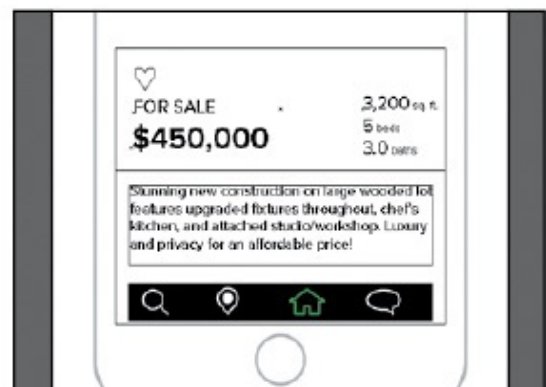 FOR SALE
$450,000
3,200 sq ft.
5 beds
3.0 baths
Stunning new construction on large wooded lot
features upgraded fixtures throughout, chef's
kitchen, and attached studio/workshop. Luxury
and privacy for an affordable price!